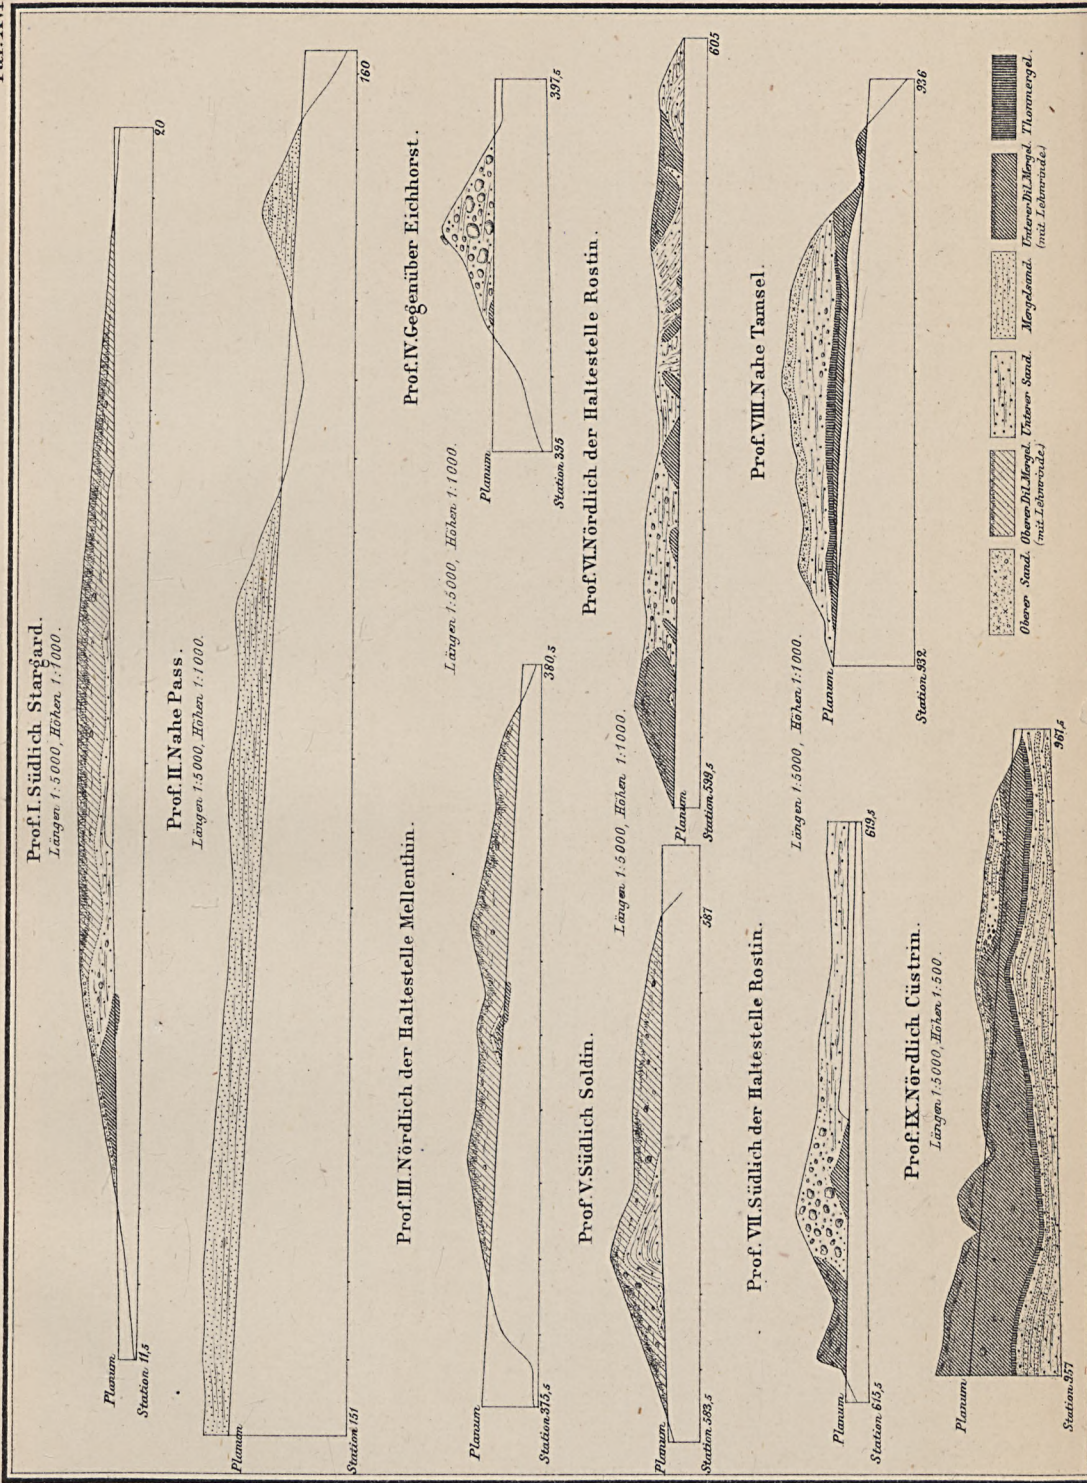 Prof. I. Südlich Stargard.
Längen 1:5000, Höhen 1:1000.
Planum
Station 11,5
20
Prof. II. Nahe Pass.
Längen 1:5000, Höhen 1:1000.
Planum
Station 151
160
Prof. III. Nördlich der Haltestelle Mellenthin.
Planum
Station 375,5
380,5
Längen 1:5000, Höhen 1:1000.
Prof. IV. Gegenüber Eichhorst.
Planum
Station 395
397,5
Prof. V. Südlich Soldin.
Planum
Station 583,5
587
Längen 1:5000, Höhen 1:1000.
Prof. VI. Nördlich der Haltestelle Rostin.
Planum
Station 599,5
605
Prof. VII. Südlich der Haltestelle Rostin.
Planum
Station 615,5
619,5
Längen 1:5000, Höhen 1:1000.
Prof. VIII. Nahe Tamsel.
Planum
Station 932
936
Prof. IX. Nördlich Cüstrin.
Längen 1:5000, Höhen 1:500.
Planum
Station 957
961,5
Oberer Sand.
Oberer Dil. Mergel.
(mit Lehmrinde.)
Unterer Sand.
Mergelsand.
Unterer Dil. Mergel.
(mit Lehmrinde.)
Thonmergel.